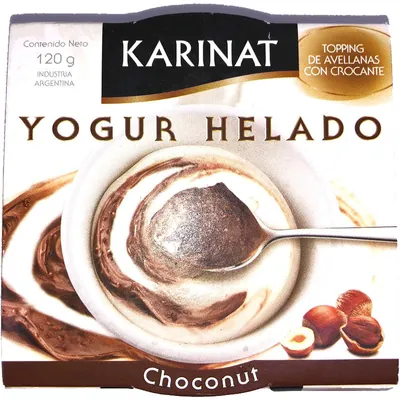 Contenido Neto
120 g
INDUSTRIA
ARGENTINA
KARINAT
TOPPING
DE AVELLANAS
CON CROCANTE
YOGUR HELADO
Choconut